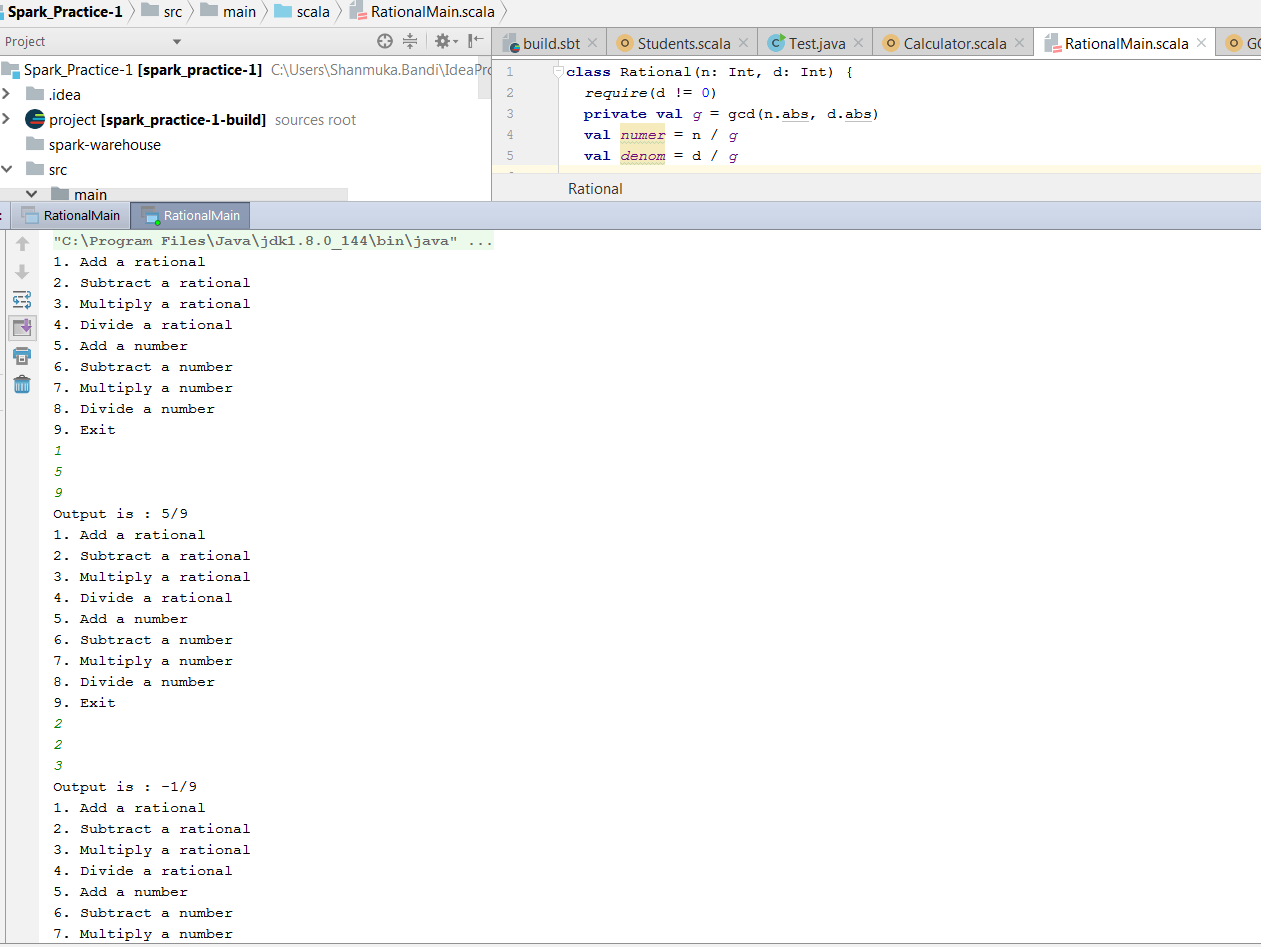 Spark_Practice-1 src main scala RationalMain.scala
Project
build.sbt Students.scala Test.java Calculator.scala RationalMain.scala
Spark_Practice-1 [spark_practice-1] C:\Users\Shanmuka.Bandi\IdeaPro
.idea
project [spark_practice-1-build] sources root
spark-warehouse
src
main
1 class Rational(n: Int, d: Int) {
2 require(d != 0)
3 private val g = gcd(n.abs, d.abs)
4 val numer = n / g
5 val denom = d / g
Rational
RationalMain RationalMain
"C:\Program Files\Java\jdk1.8.0_144\bin\java" ...
1. Add a rational
2. Subtract a rational
3. Multiply a rational
4. Divide a rational
5. Add a number
6. Subtract a number
7. Multiply a number
8. Divide a number
9. Exit
1
5
9
Output is : 5/9
1. Add a rational
2. Subtract a rational
3. Multiply a rational
4. Divide a rational
5. Add a number
6. Subtract a number
7. Multiply a number
8. Divide a number
9. Exit
2
2
3
Output is : -1/9
1. Add a rational
2. Subtract a rational
3. Multiply a rational
4. Divide a rational
5. Add a number
6. Subtract a number
7. Multiply a number